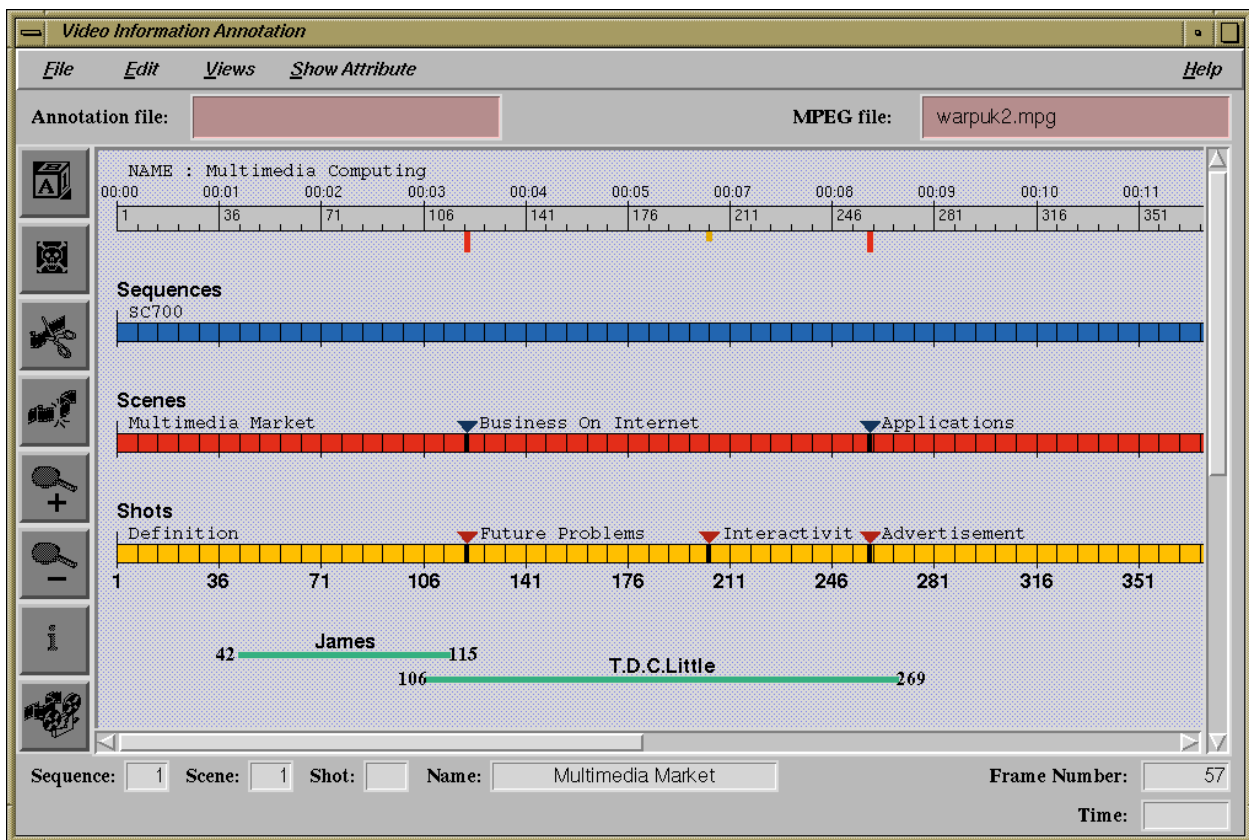 Video Information Annotation
File Edit Views Show Attribute Help
Annotation file: MPEG file: warpuk2.mpg
NAME : Multimedia Computing
00:00 00:01 00:02 00:03 00:04 00:05 00:07 00:08 00:09 00:10 00:11
1 36 71 106 141 176 211 246 281 316 351
Sequences
SC700
Scenes
Multimedia Market Business On Internet Applications
Shots
Definition Future Problems Interactivit Advertisement
1 36 71 106 141 176 211 246 281 316 351
James
42 115
T.D.C.Little
106 269
Sequence: 1 Scene: 1 Shot: Name: Multimedia Market Frame Number: 57
Time:
A
+
−
i